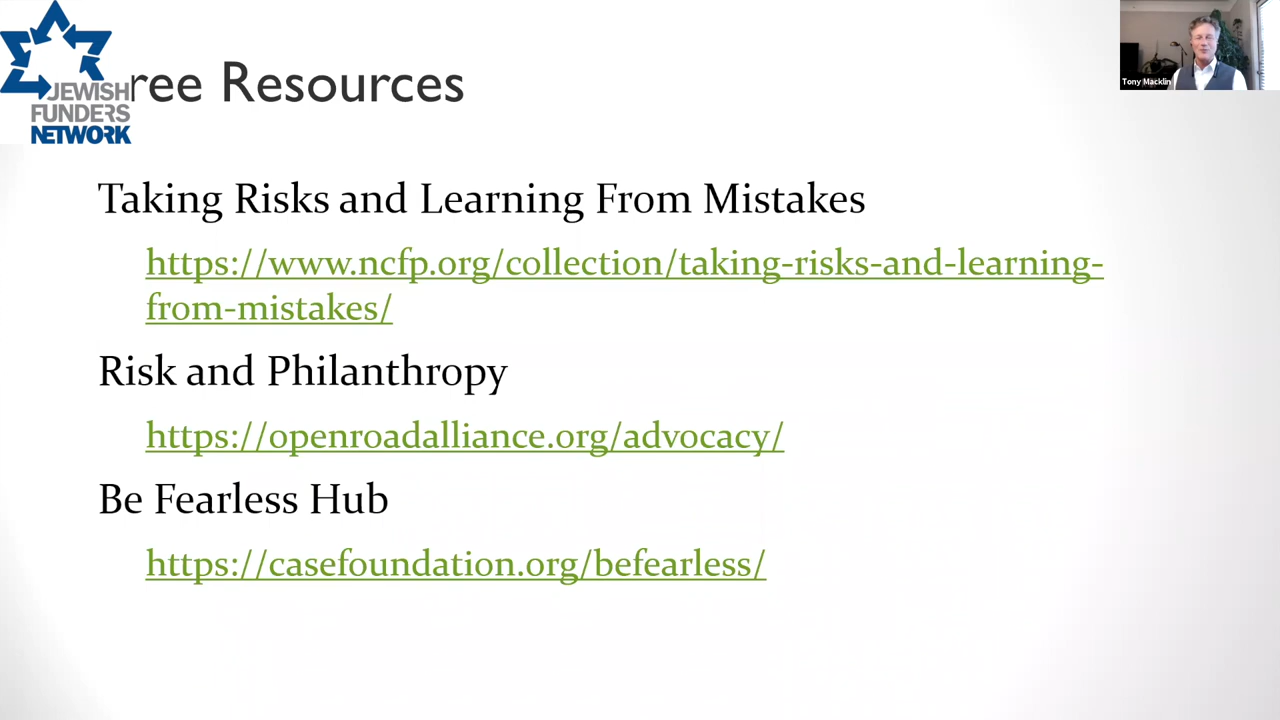 JEWISH
FUNDERS
NETWORK
ree Resources
Tony Macklin
Taking Risks and Learning From Mistakes
https://www.ncfp.org/collection/taking-risks-and-learning-
from-mistakes/
Risk and Philanthropy
https://openroadalliance.org/advocacy/
Be Fearless Hub
https://casefoundation.org/befearless/